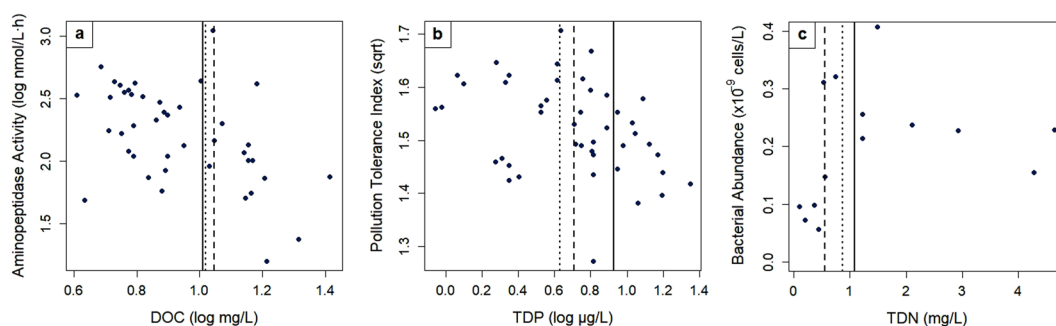 a
Aminopeptidase Activity (log nmol/L·h)
3.0
2.5
2.0
1.5
0.6 0.8 1.0 1.2 1.4
DOC (log mg/L)
b
Pollution Tolerance Index (sqrt)
1.7
1.6
1.5
1.4
1.3
0.0 0.2 0.4 0.6 0.8 1.0 1.2 1.4
TDP (log µg/L)
c
Bacterial Abundance (x10⁻⁹ cells/L)
0.4
0.3
0.2
0.1
0.0
0 1 2 3 4
TDN (mg/L)